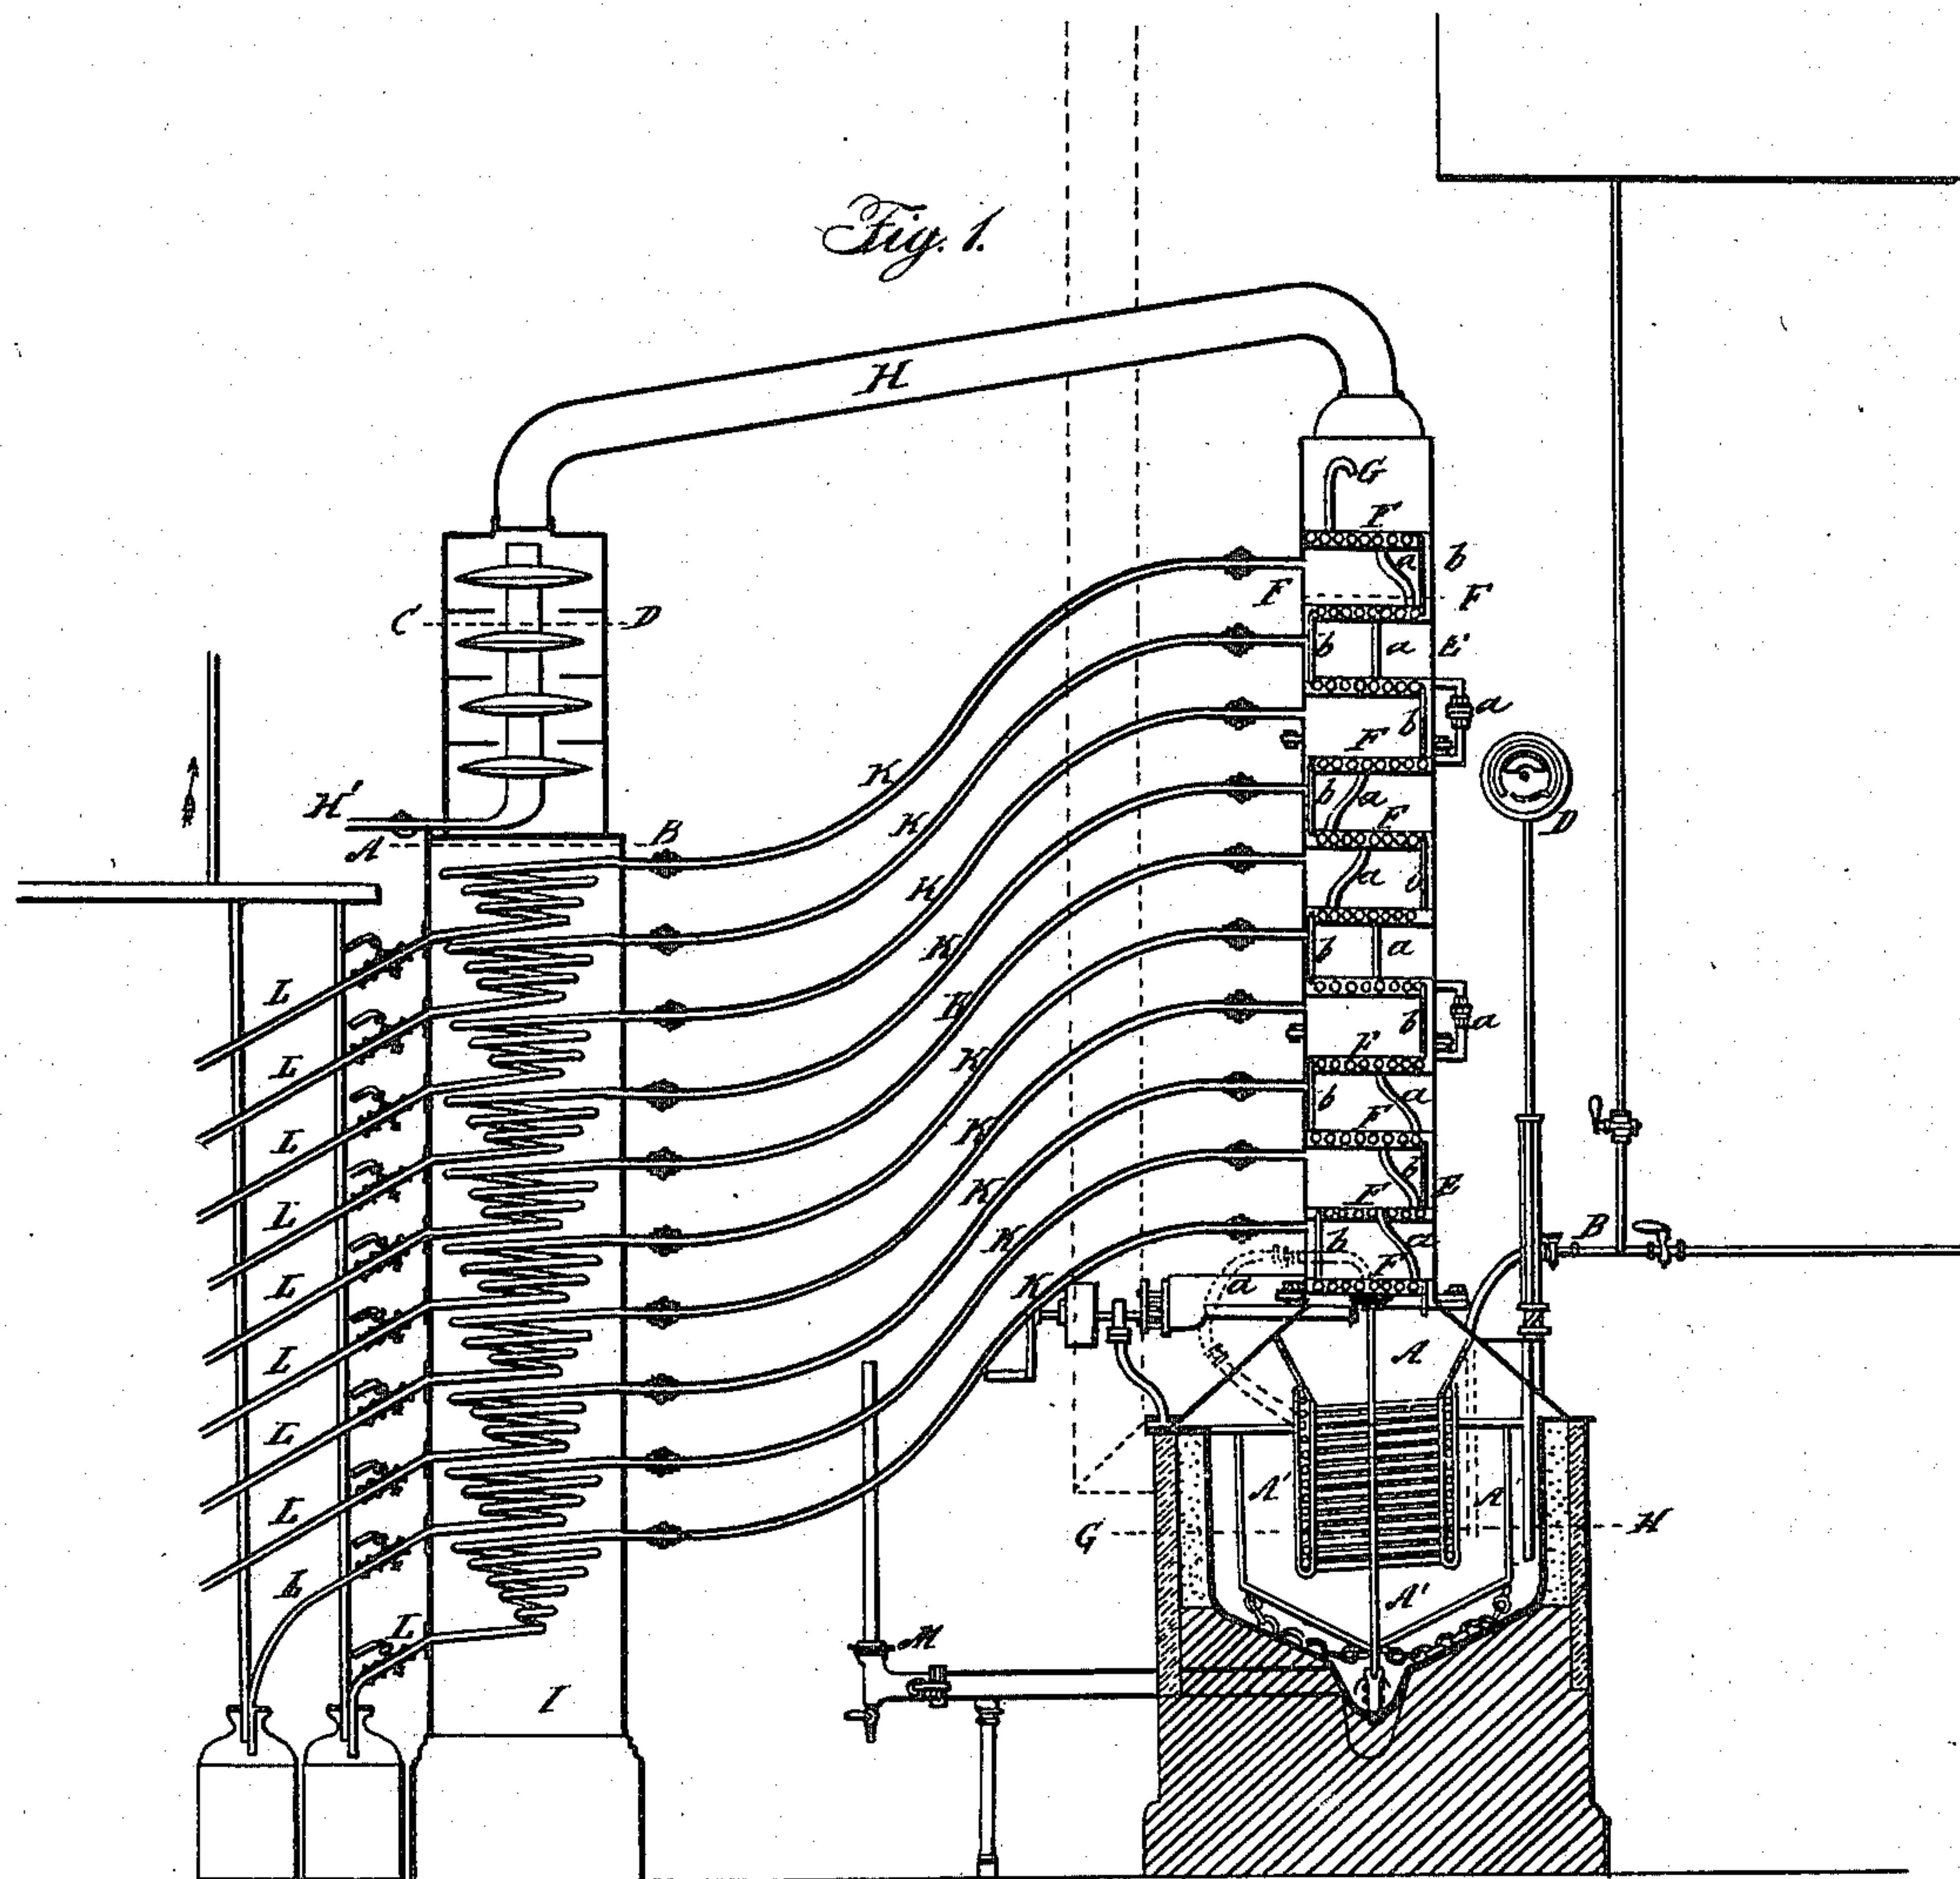 Fig. 1.
H
G
F
a b
F F
C D
b a E'
b a
F
H' b a
F D
A B
K
a
K
K b a
K
L
K b a
F
L K b a
F
L K b
F E
L K B
b a
L K F
K a
L A
L
L A' A
G H
L
A'
L
M
I